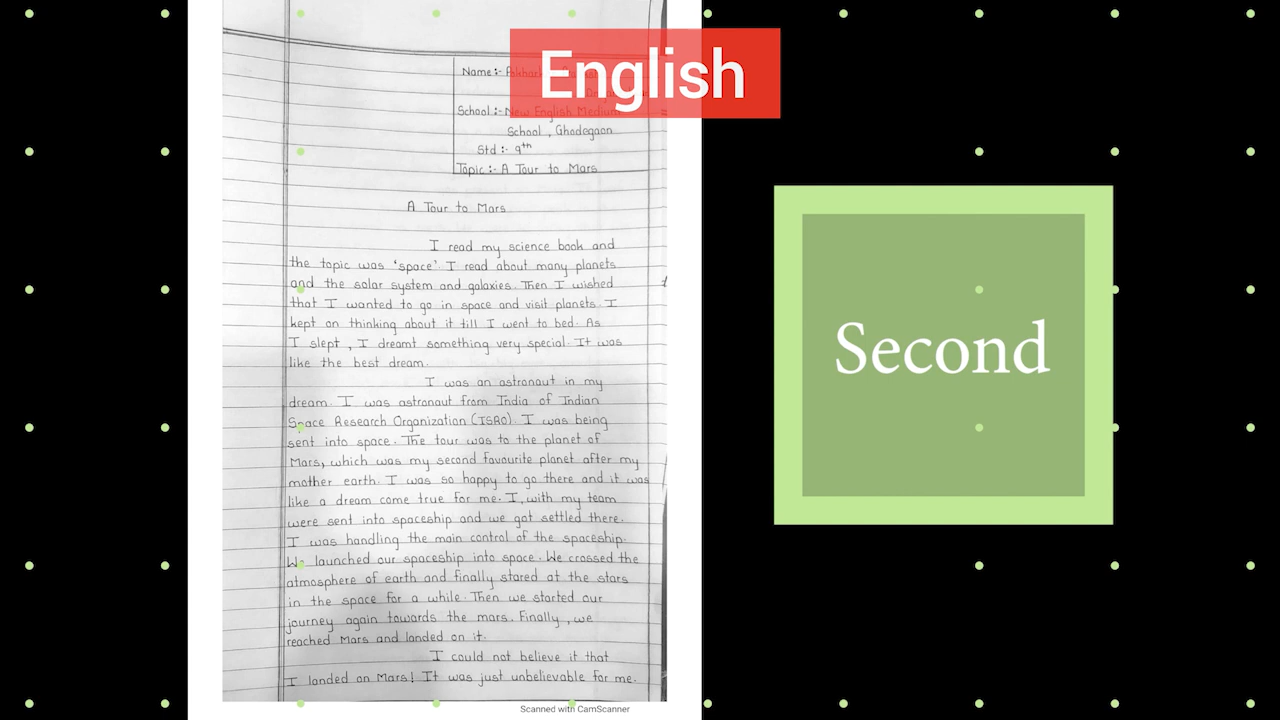 English
Name:-
School:- New English Medium
School, Ghodegaon
Std :- 9th
Topic:- A Tour to Mars
A Tour to Mars
I read my science book and
the topic was 'space'. I read about many planets
and the solar system and galaxies. Then I wished
that I wanted to go in space and visit planets. I
kept on thinking about it till I went to bed. As
I slept, I dreamt something very special. It was
like the best dream.
I was an astronaut in my
dream. I was astronaut from India of Indian
Space Research Organization (ISRO). I was being
sent into space. The tour was to the planet of
Mars, which was my second favourite planet after my
mother earth. I was so happy to go there and it was
like a dream come true for me. I, with my team
were sent into spaceship and we got settled there.
I was handling the main control of the spaceship.
We launched our spaceship into space. We crossed the
atmosphere of earth and finally stared at the stars
in the space for a while. Then we started our
journey again towards the mars. Finally, we
reached Mars and landed on it.
I could not believe it that
I landed on Mars! It was just unbelievable for me.
Scanned with CamScanner
Second